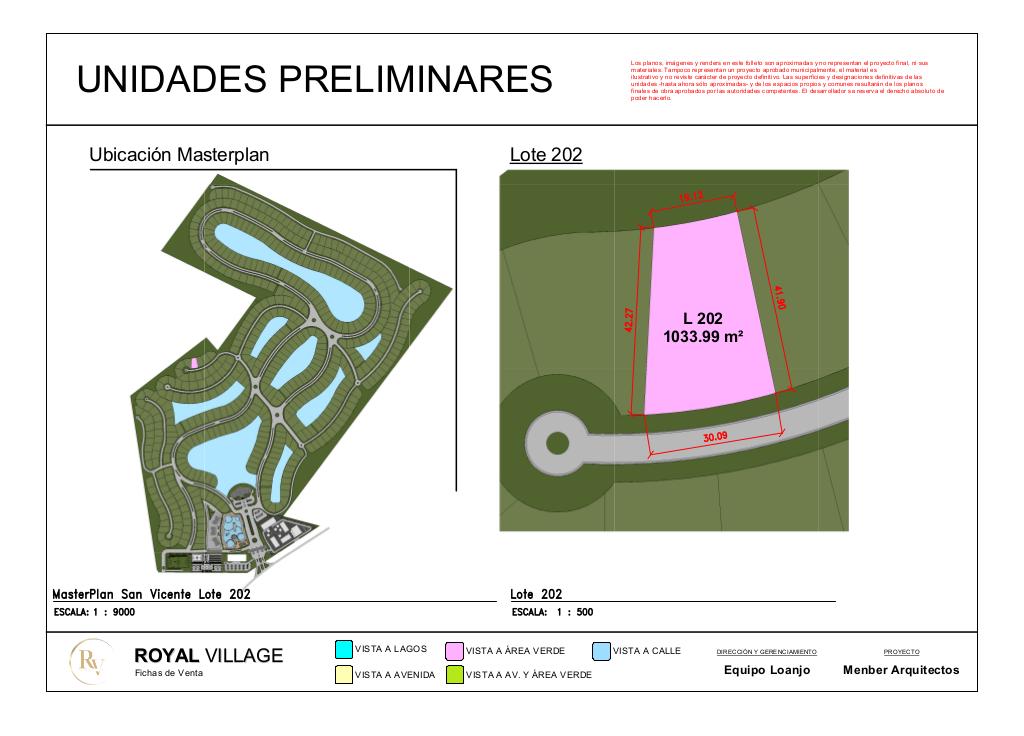 UNIDADES PRELIMINARES
Los planos, imágenes y renders en este folleto son aproximadas y no representan el proyecto final, ni sus
materiales. Tampoco representan un proyecto aprobado municipalmente, el material es
ilustrativo y no reviste carácter de proyecto definitivo. Las superficies y designaciones definitivas de las
unidades -hasta ahora sólo aproximadas- y de los espacios propios y comunes resultarán de los planos
finales de obra aprobados por las autoridades competentes. El desarrollador se reserva el derecho absoluto de
poder hacerlo.
Ubicación Masterplan
Lote 202
19.12
42.27
41.90
L 202
1033.99 m²
30.09
MasterPlan San Vicente Lote 202
ESCALA: 1 : 9000
Lote 202
ESCALA: 1 : 500
RV
ROYAL VILLAGE
Fichas de Venta
VISTA A LAGOS
VISTA A ÁREA VERDE
VISTA A CALLE
VISTA A AVENIDA
VISTA A AV. Y ÁREA VERDE
DIRECCIÓN Y GERENCIAMIENTO
Equipo Loanjo
PROYECTO
Menber Arquitectos